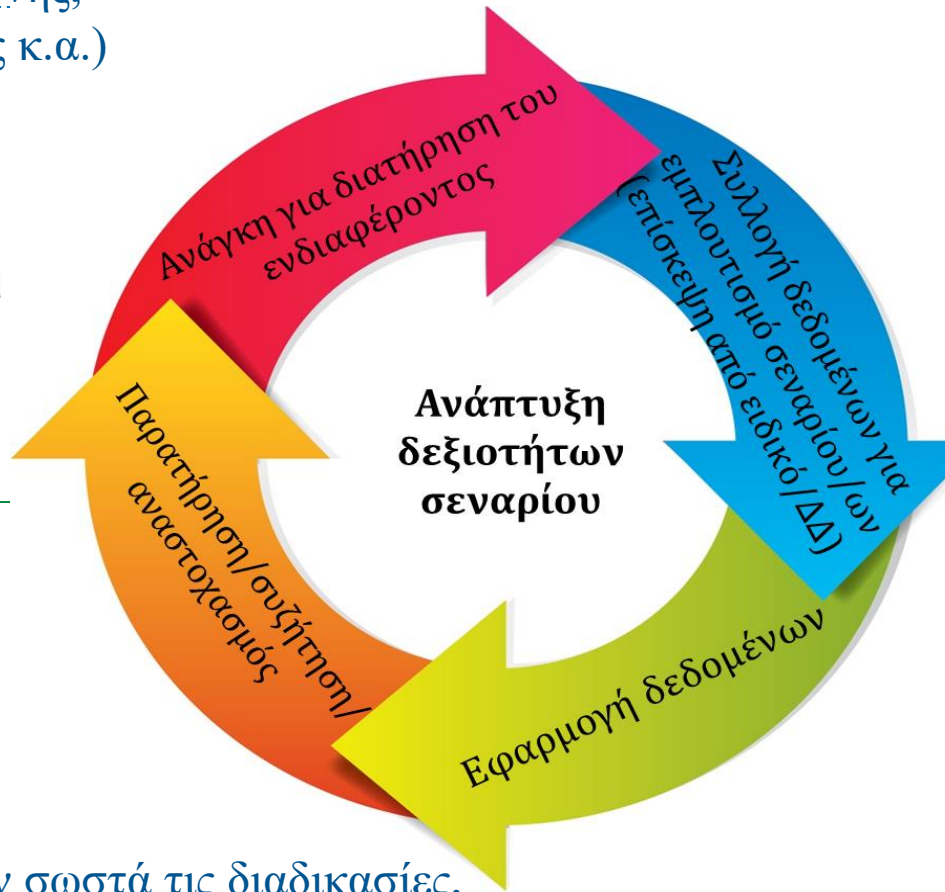 ς κ.α.)
Ανάγκη για διατήρηση του
ενδιαφέροντος
Συλλογή δεδομένων για
εμπλουτισμό σεναρίου/ων
(επίσκεψη από ειδικό/ΔΔ)
Ανάπτυξη
δεξιοτήτων
σεναρίου
Παρατήρηση/συζήτηση/
αναστοχασμός
Εφαρμογή δεδομένων
ν σωστά τις διαδικασίες,